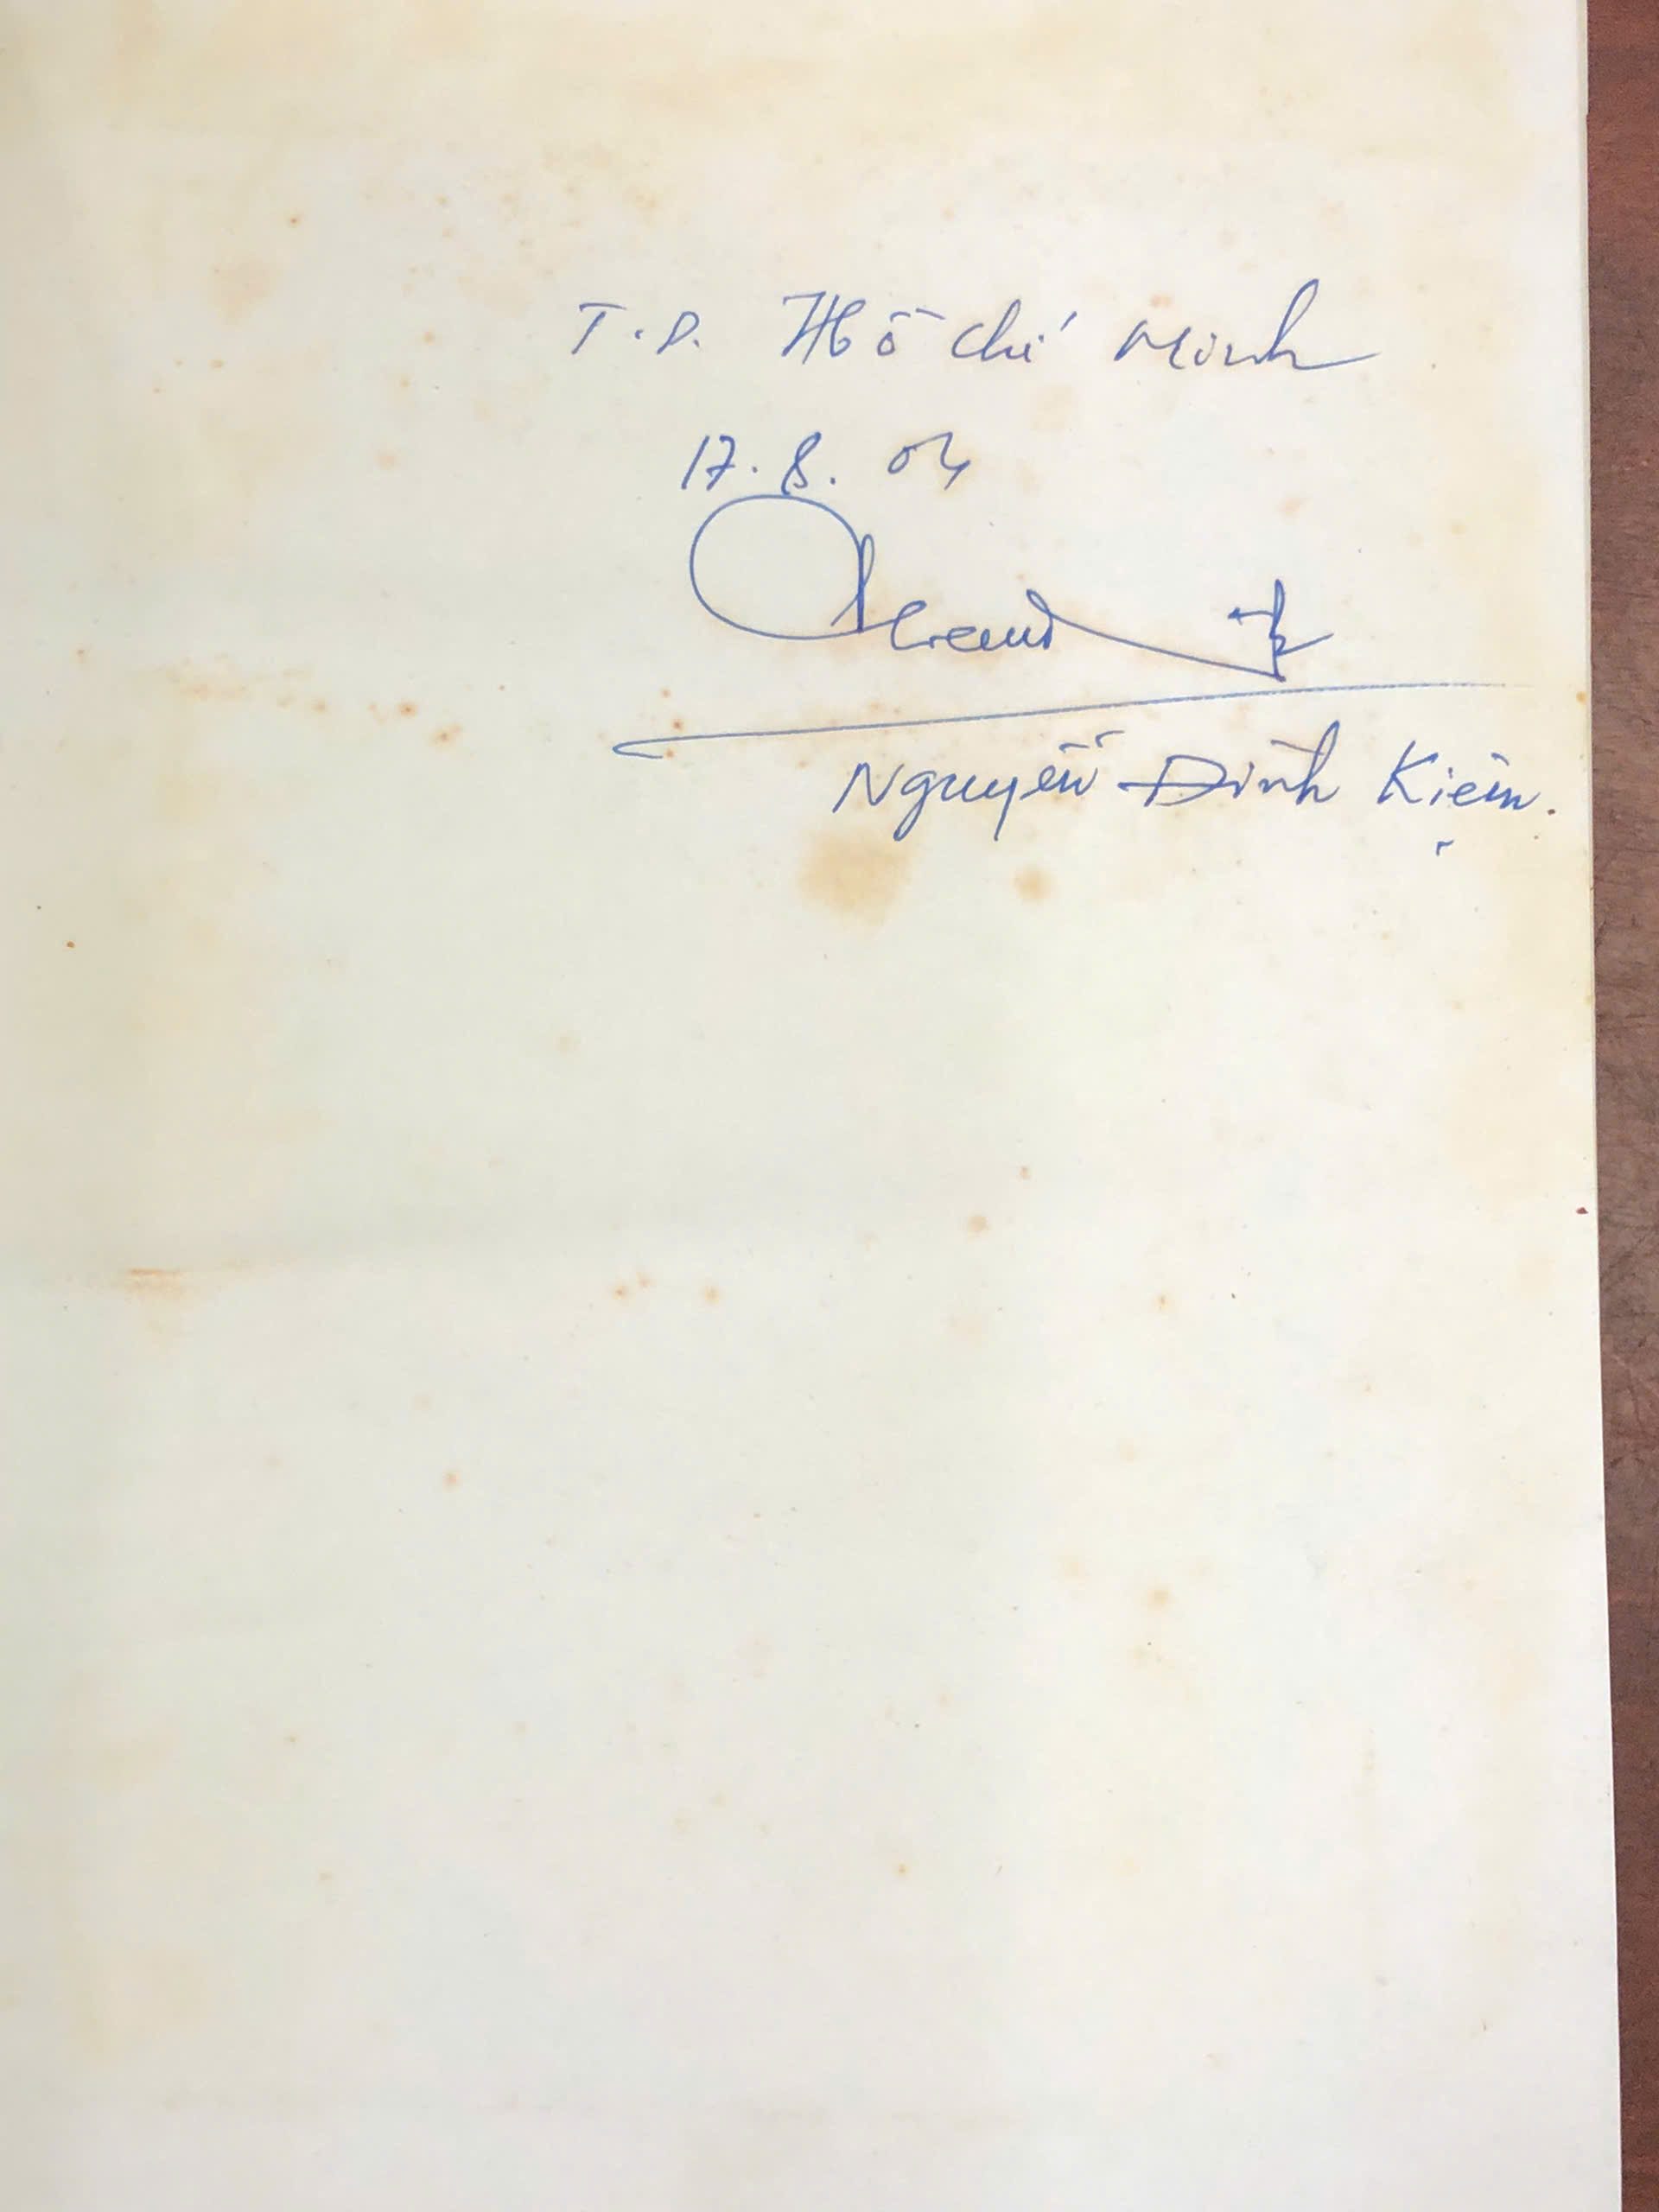 T.P. Hồ Chí Minh
17.8.04
Nguyễn Đình Kiệm.